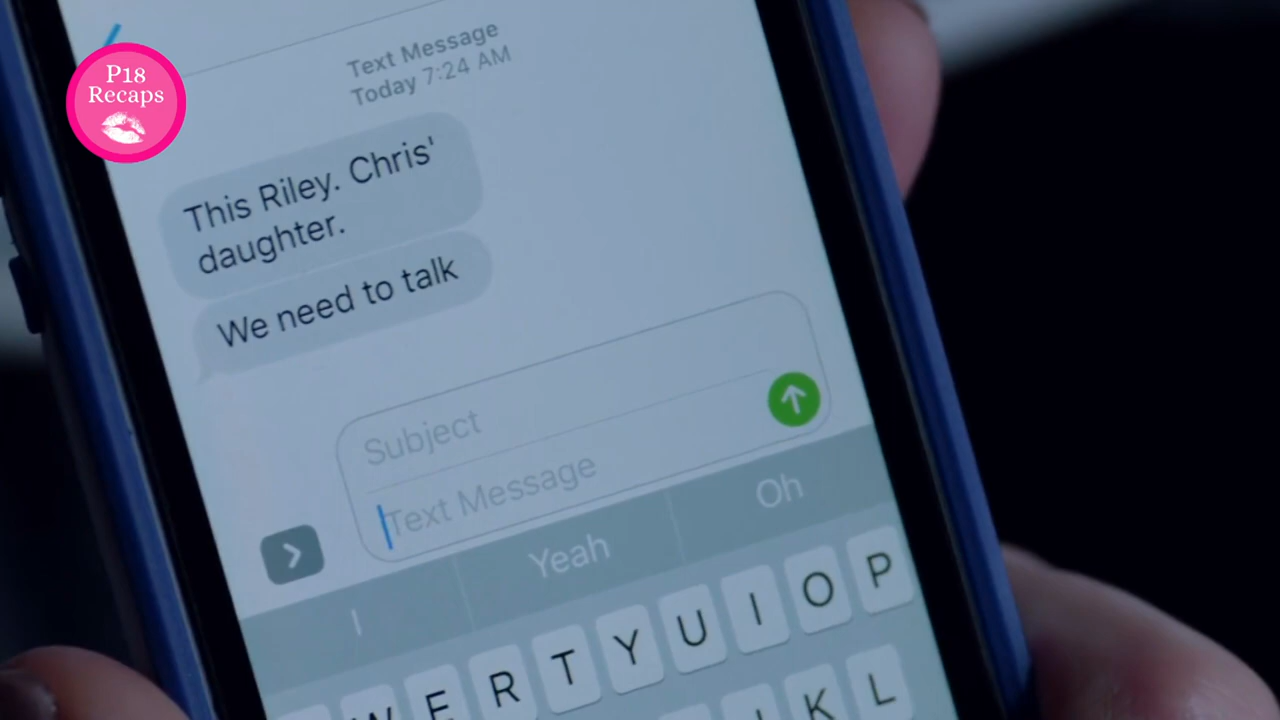 P18
Recaps
Text Message
Today 7:24 AM
This Riley. Chris'
daughter.
We need to talk
Subject
Text Message
I
Yeah
Oh
W E R T Y U I O P
K L